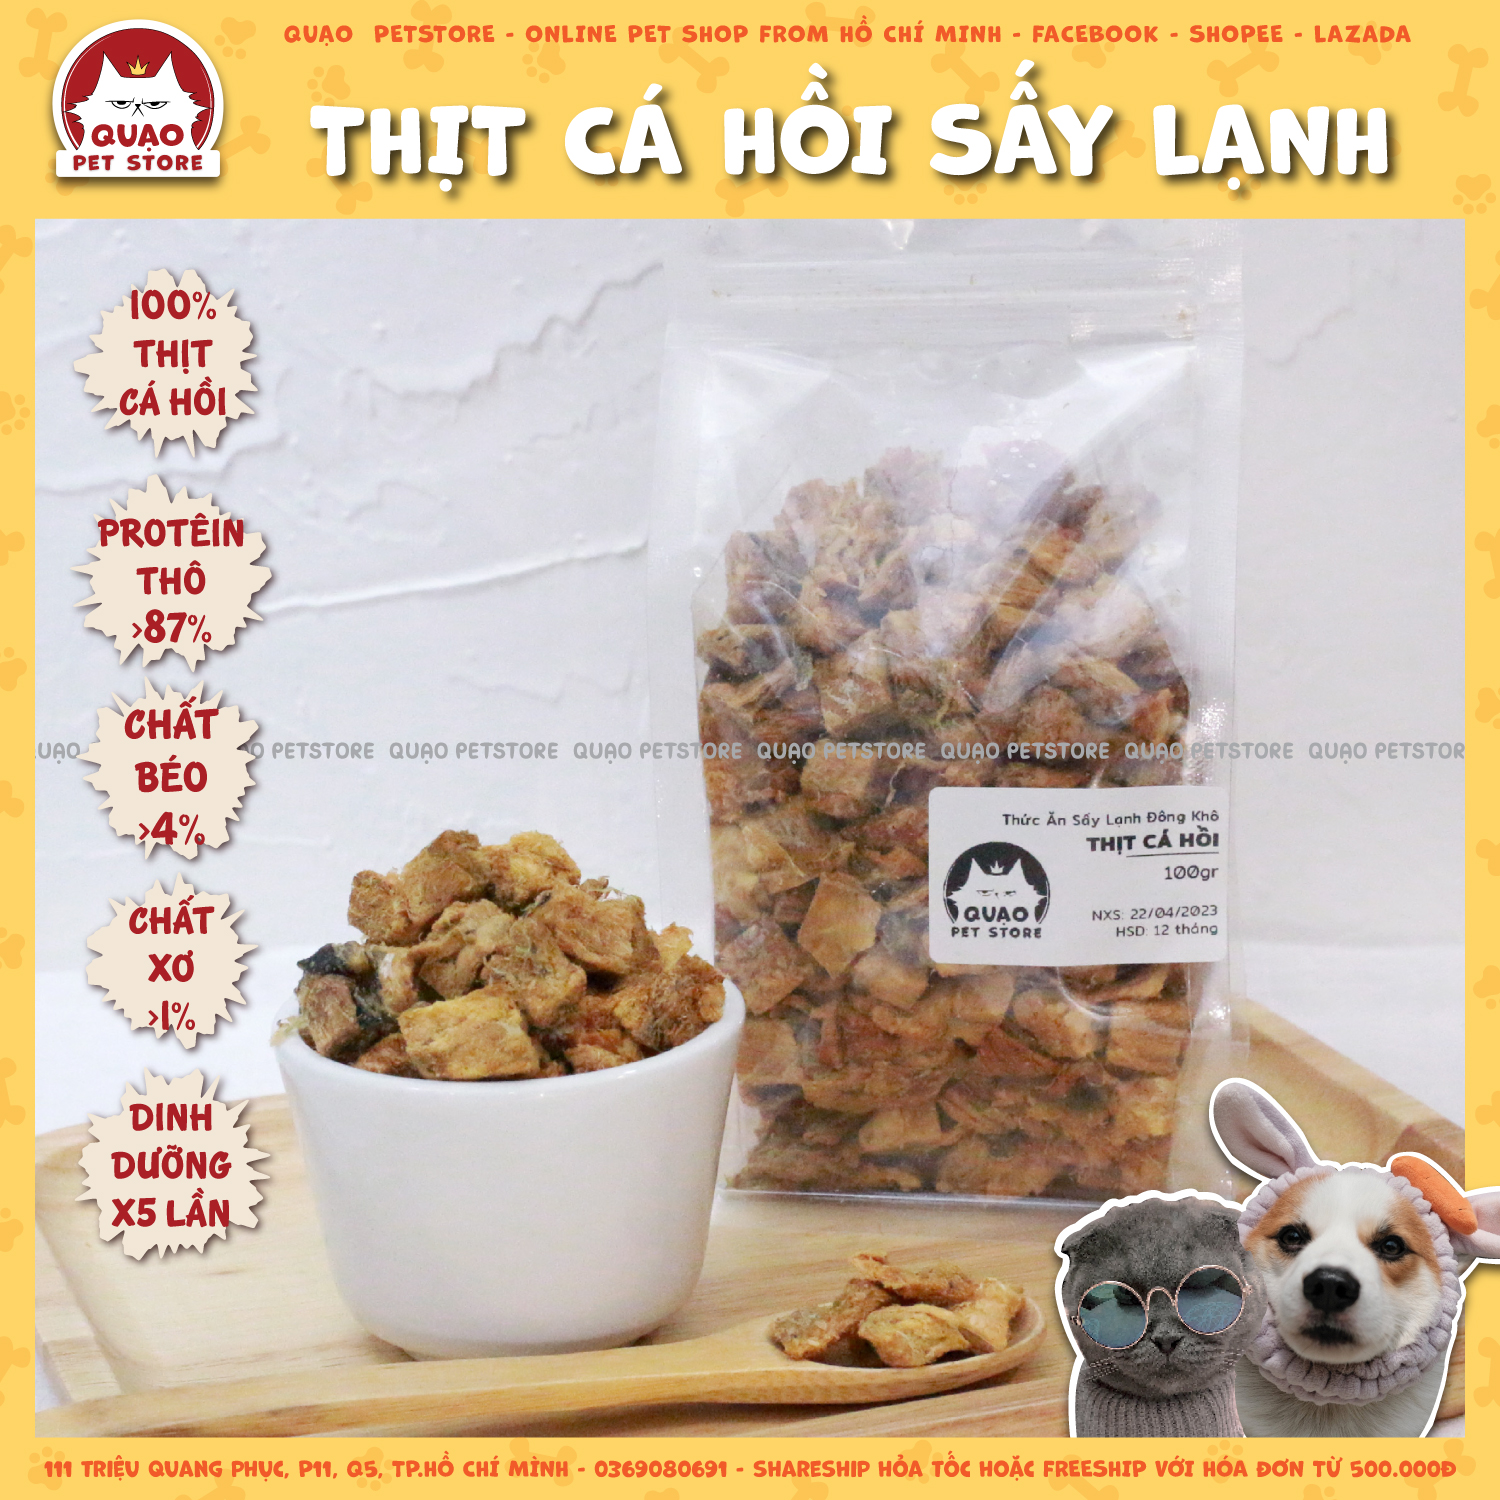 QUẠO PETSTORE - ONLINE PET SHOP FROM HỒ CHÍ MINH - FACEBOOK - SHOPEE - LAZADA
QUẠO
PET STORE
THỊT CÁ HỒI SẤY LẠNH
100%
THỊT
CÁ HỒI
PROTÊIN
THÔ
>87%
CHẤT
BÉO
>4%
UẠO O PETSTORE QUẠO PETSTORE QUẠO PETSTORE QUẠO PETSTORE QUẠO PETSTORE QUẠO PETSTORE QUẠO PETSTOR
CHẤT
XƠ
>1%
DINH
DƯỠNG
X5 LẦN
Thức Ăn Sấy Lạnh Đông Khô
THỊT CÁ HỒI
100gr
QUẠO
PET STORE
NXS: 22/04/2023
HSD: 12 tháng
111 TRIỆU QUANG PHỤC, P11, Q5, TP.HỒ CHÍ MÌNH - 0369080691 - SHARESHIP HỎA TỐC HOẶC FREESHIP VỚI HÓA ĐƠN TỪ 500.000Đ